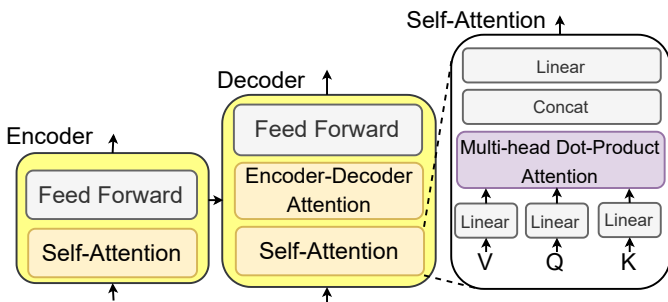 Encoder
Feed Forward
Self-Attention
Decoder
Feed Forward
Encoder-Decoder
Attention
Self-Attention
Self-Attention
Linear
Concat
Multi-head Dot-Product
Attention
Linear Linear Linear
V Q K